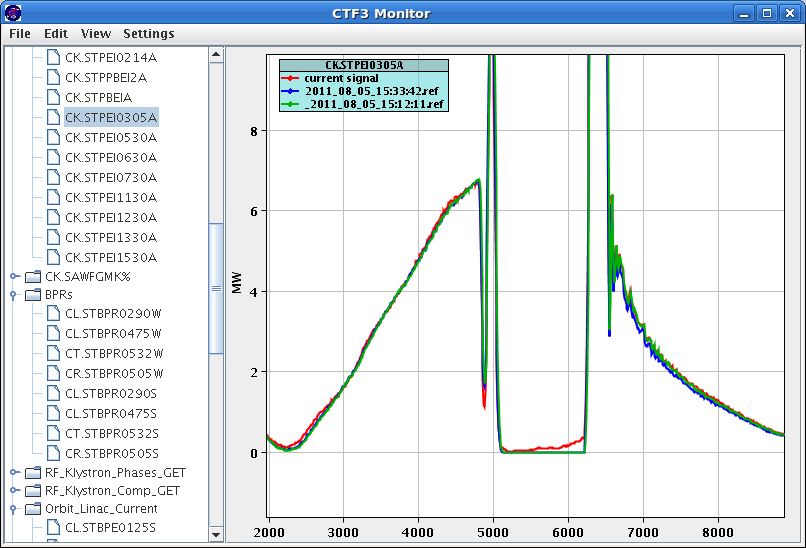 CTF3 Monitor
File Edit View Settings
CK.STPEI0214A
CK.STPPBEI2A
CK.STPBEIA
CK.STPEI0305A
CK.STPEI0530A
CK.STPEI0630A
CK.STPEI0730A
CK.STPEI1130A
CK.STPEI1230A
CK.STPEI1330A
CK.STPEI1530A
CK.SAWFGMK%
BPRs
CL.STBPR0290W
CL.STBPR0475W
CT.STBPR0532W
CR.STBPR0505W
CL.STBPR0290S
CL.STBPR0475S
CT.STBPR0532S
CR.STBPR0505S
RF_Klystron_Phases_GET
RF_Klystron_Comp_GET
Orbit_Linac_Current
CL.STBPE0125S
CK.STPEI0305A
current signal
2011_08_05_15:33:42.ref
_2011_08_05_15:12:11.ref
MW
8
6
4
2
0
2000 3000 4000 5000 6000 7000 8000